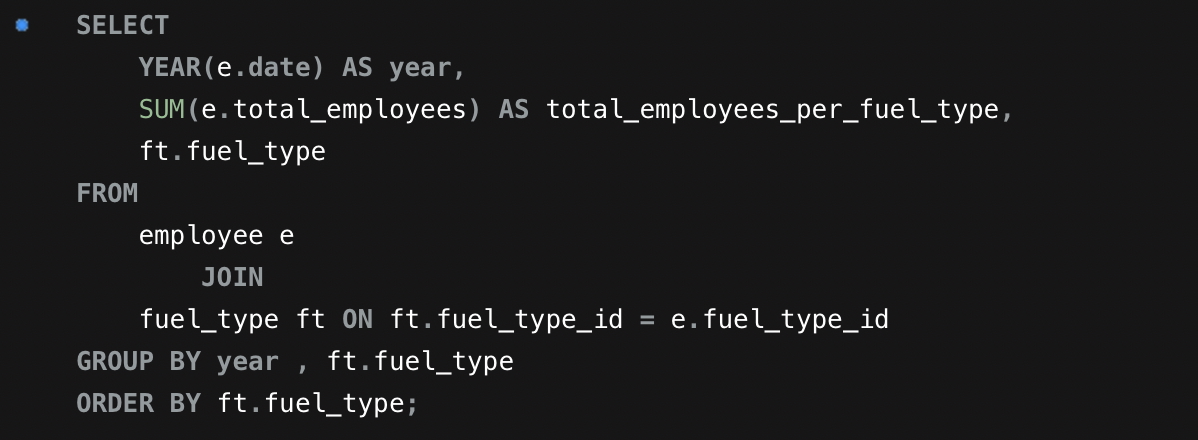 SELECT
    YEAR(e.date) AS year,
    SUM(e.total_employees) AS total_employees_per_fuel_type,
    ft.fuel_type
FROM
    employee e
        JOIN
    fuel_type ft ON ft.fuel_type_id = e.fuel_type_id
GROUP BY year , ft.fuel_type
ORDER BY ft.fuel_type;